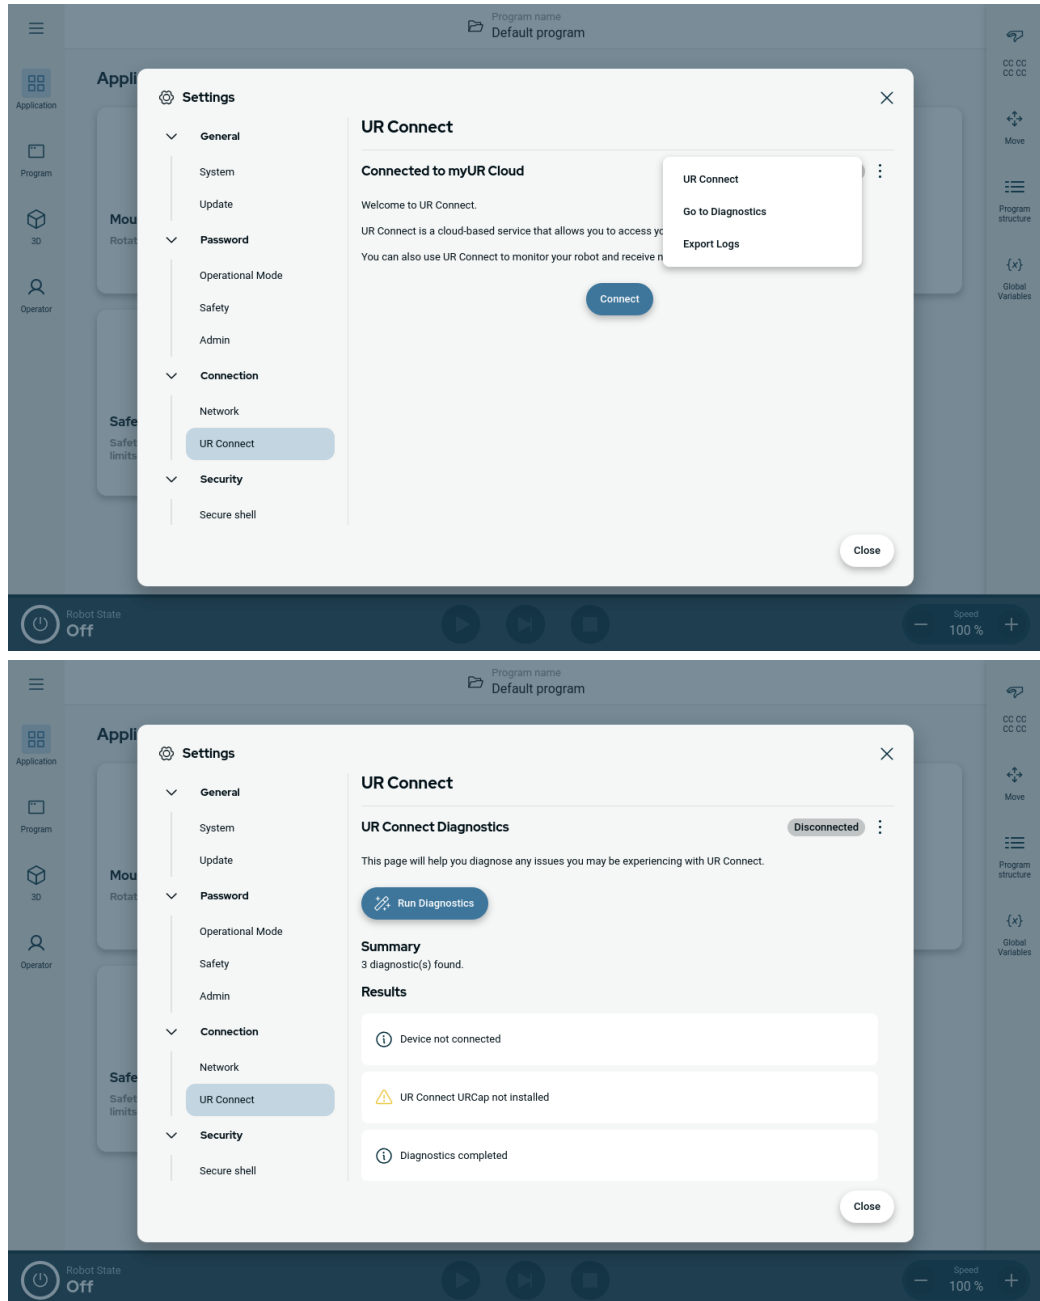 Program name
Default program
Application
Program
3D
Operator
Appli
Mou
Rotat
Safe
Safet
limits
Settings
General
System
Update
Password
Operational Mode
Safety
Admin
Connection
Network
UR Connect
Security
Secure shell
UR Connect
Connected to myUR Cloud
Welcome to UR Connect.
UR Connect is a cloud-based service that allows you to access yo
You can also use UR Connect to monitor your robot and receive n
UR Connect
Go to Diagnostics
Export Logs
Connect
Close
CC CC
CC CC
Move
Program
structure
{x}
Global
Variables
Robot State
Off
Speed
100 %
Program name
Default program
Application
Program
3D
Operator
Appli
Mou
Rotat
Safe
Safet
limits
Settings
General
System
Update
Password
Operational Mode
Safety
Admin
Connection
Network
UR Connect
Security
Secure shell
UR Connect
UR Connect Diagnostics
Disconnected
This page will help you diagnose any issues you may be experiencing with UR Connect.
Run Diagnostics
Summary
3 diagnostic(s) found.
Results
Device not connected
UR Connect URCap not installed
Diagnostics completed
Close
CC CC
CC CC
Move
Program
structure
{x}
Global
Variables
Robot State
Off
Speed
100 %